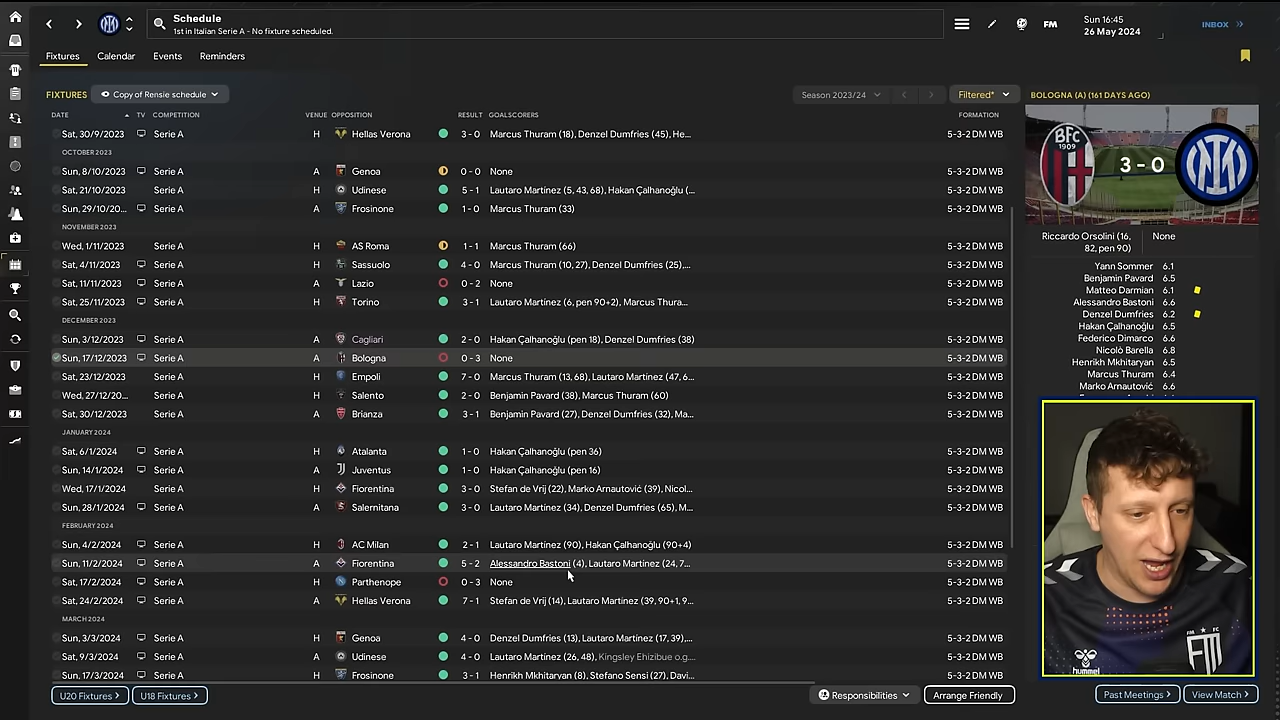 Schedule
1st in Italian Serie A - No fixture scheduled.
FM
Sun 16:45
26 May 2024
INBOX
Fixtures Calendar Events Reminders
FIXTURES Copy of Rensie schedule Season 2023/24 Filtered* BOLOGNA (A) (161 DAYS AGO)
DATE TV COMPETITION VENUE OPPOSITION RESULT GOALSCORERS FORMATION
Sat, 30/9/2023 Serie A H Hellas Verona 3 - 0 Marcus Thuram (18), Denzel Dumfries (45), He... 5-3-2 DM WB
OCTOBER 2023
Sun, 8/10/2023 Serie A A Genoa 0 - 0 None 5-3-2 DM WB
Sat, 21/10/2023 Serie A H Udinese 5 - 1 Lautaro Martínez (5, 43, 68), Hakan Çalhanoğlu (... 5-3-2 DM WB
Sun, 29/10/20... Serie A A Frosinone 1 - 0 Marcus Thuram (33) 5-3-2 DM WB
NOVEMBER 2023
Wed, 1/11/2023 Serie A H AS Roma 1 - 1 Marcus Thuram (66) 5-3-2 DM WB
Sat, 4/11/2023 Serie A H Sassuolo 4 - 0 Marcus Thuram (10, 27), Denzel Dumfries (25),... 5-3-2 DM WB
Sat, 11/11/2023 Serie A A Lazio 0 - 2 None 5-3-2 DM WB
Sat, 25/11/2023 Serie A H Torino 3 - 1 Lautaro Martínez (6, pen 90+2), Marcus Thura... 5-3-2 DM WB
DECEMBER 2023
Sun, 3/12/2023 Serie A A Cagliari 2 - 0 Hakan Çalhanoğlu (pen 18), Denzel Dumfries (38) 5-3-2 DM WB
Sun, 17/12/2023 Serie A A Bologna 0 - 3 None 5-3-2 DM WB
Sat, 23/12/2023 Serie A H Empoli 7 - 0 Marcus Thuram (13, 68), Lautaro Martínez (47, 6... 5-3-2 DM WB
Wed, 27/12/20... Serie A H Salento 2 - 0 Benjamin Pavard (38), Marcus Thuram (60) 5-3-2 DM WB
Sat, 30/12/2023 Serie A A Brianza 3 - 1 Benjamin Pavard (27), Denzel Dumfries (32), Ma... 5-3-2 DM WB
JANUARY 2024
Sat, 6/1/2024 Serie A H Atalanta 1 - 0 Hakan Çalhanoğlu (pen 36) 5-3-2 DM WB
Sun, 14/1/2024 Serie A A Juventus 1 - 0 Hakan Çalhanoğlu (pen 16) 5-3-2 DM WB
Wed, 17/1/2024 Serie A H Fiorentina 3 - 0 Stefan de Vrij (22), Marko Arnautović (39), Nicol... 5-3-2 DM WB
Sun, 28/1/2024 Serie A A Salernitana 3 - 0 Lautaro Martínez (34), Denzel Dumfries (65), M... 5-3-2 DM WB
FEBRUARY 2024
Sun, 4/2/2024 Serie A H AC Milan 2 - 1 Lautaro Martínez (90), Hakan Çalhanoğlu (90+4) 5-3-2 DM WB
Sun, 11/2/2024 Serie A A Fiorentina 5 - 2 Alessandro Bastoni (4), Lautaro Martínez (24, 7... 5-3-2 DM WB
Sat, 17/2/2024 Serie A H Parthenope 0 - 3 None 5-3-2 DM WB
Sat, 24/2/2024 Serie A A Hellas Verona 7 - 1 Stefan de Vrij (14), Lautaro Martínez (39, 90+1, 9... 5-3-2 DM WB
MARCH 2024
Sun, 3/3/2024 Serie A H Genoa 4 - 0 Denzel Dumfries (13), Lautaro Martínez (17, 39),... 5-3-2 DM WB
Sat, 9/3/2024 Serie A A Udinese 4 - 0 Lautaro Martínez (26, 48), Kingsley Ehizibue o.g.... 5-3-2 DM WB
Sun, 17/3/2024 Serie A H Frosinone 3 - 1 Henrikh Mkhitaryan (8), Stefano Sensi (27), Davi... 5-3-2 DM WB
U20 Fixtures > U18 Fixtures > Responsibilities Arrange Friendly Past Meetings > View Match >
BFC
1909
3 - 0
Riccardo Orsolini (16, None
82, pen 90)
Yann Sommer 6.1
Benjamin Pavard 6.5
Matteo Darmian 6.1
Alessandro Bastoni 6.6
Denzel Dumfries 6.2
Hakan Çalhanoğlu 6.5
Federico Dimarco 6.6
Nicolò Barella 6.8
Henrikh Mkhitaryan 6.5
Marcus Thuram 6.4
Marko Arnautović 6.6
hummel